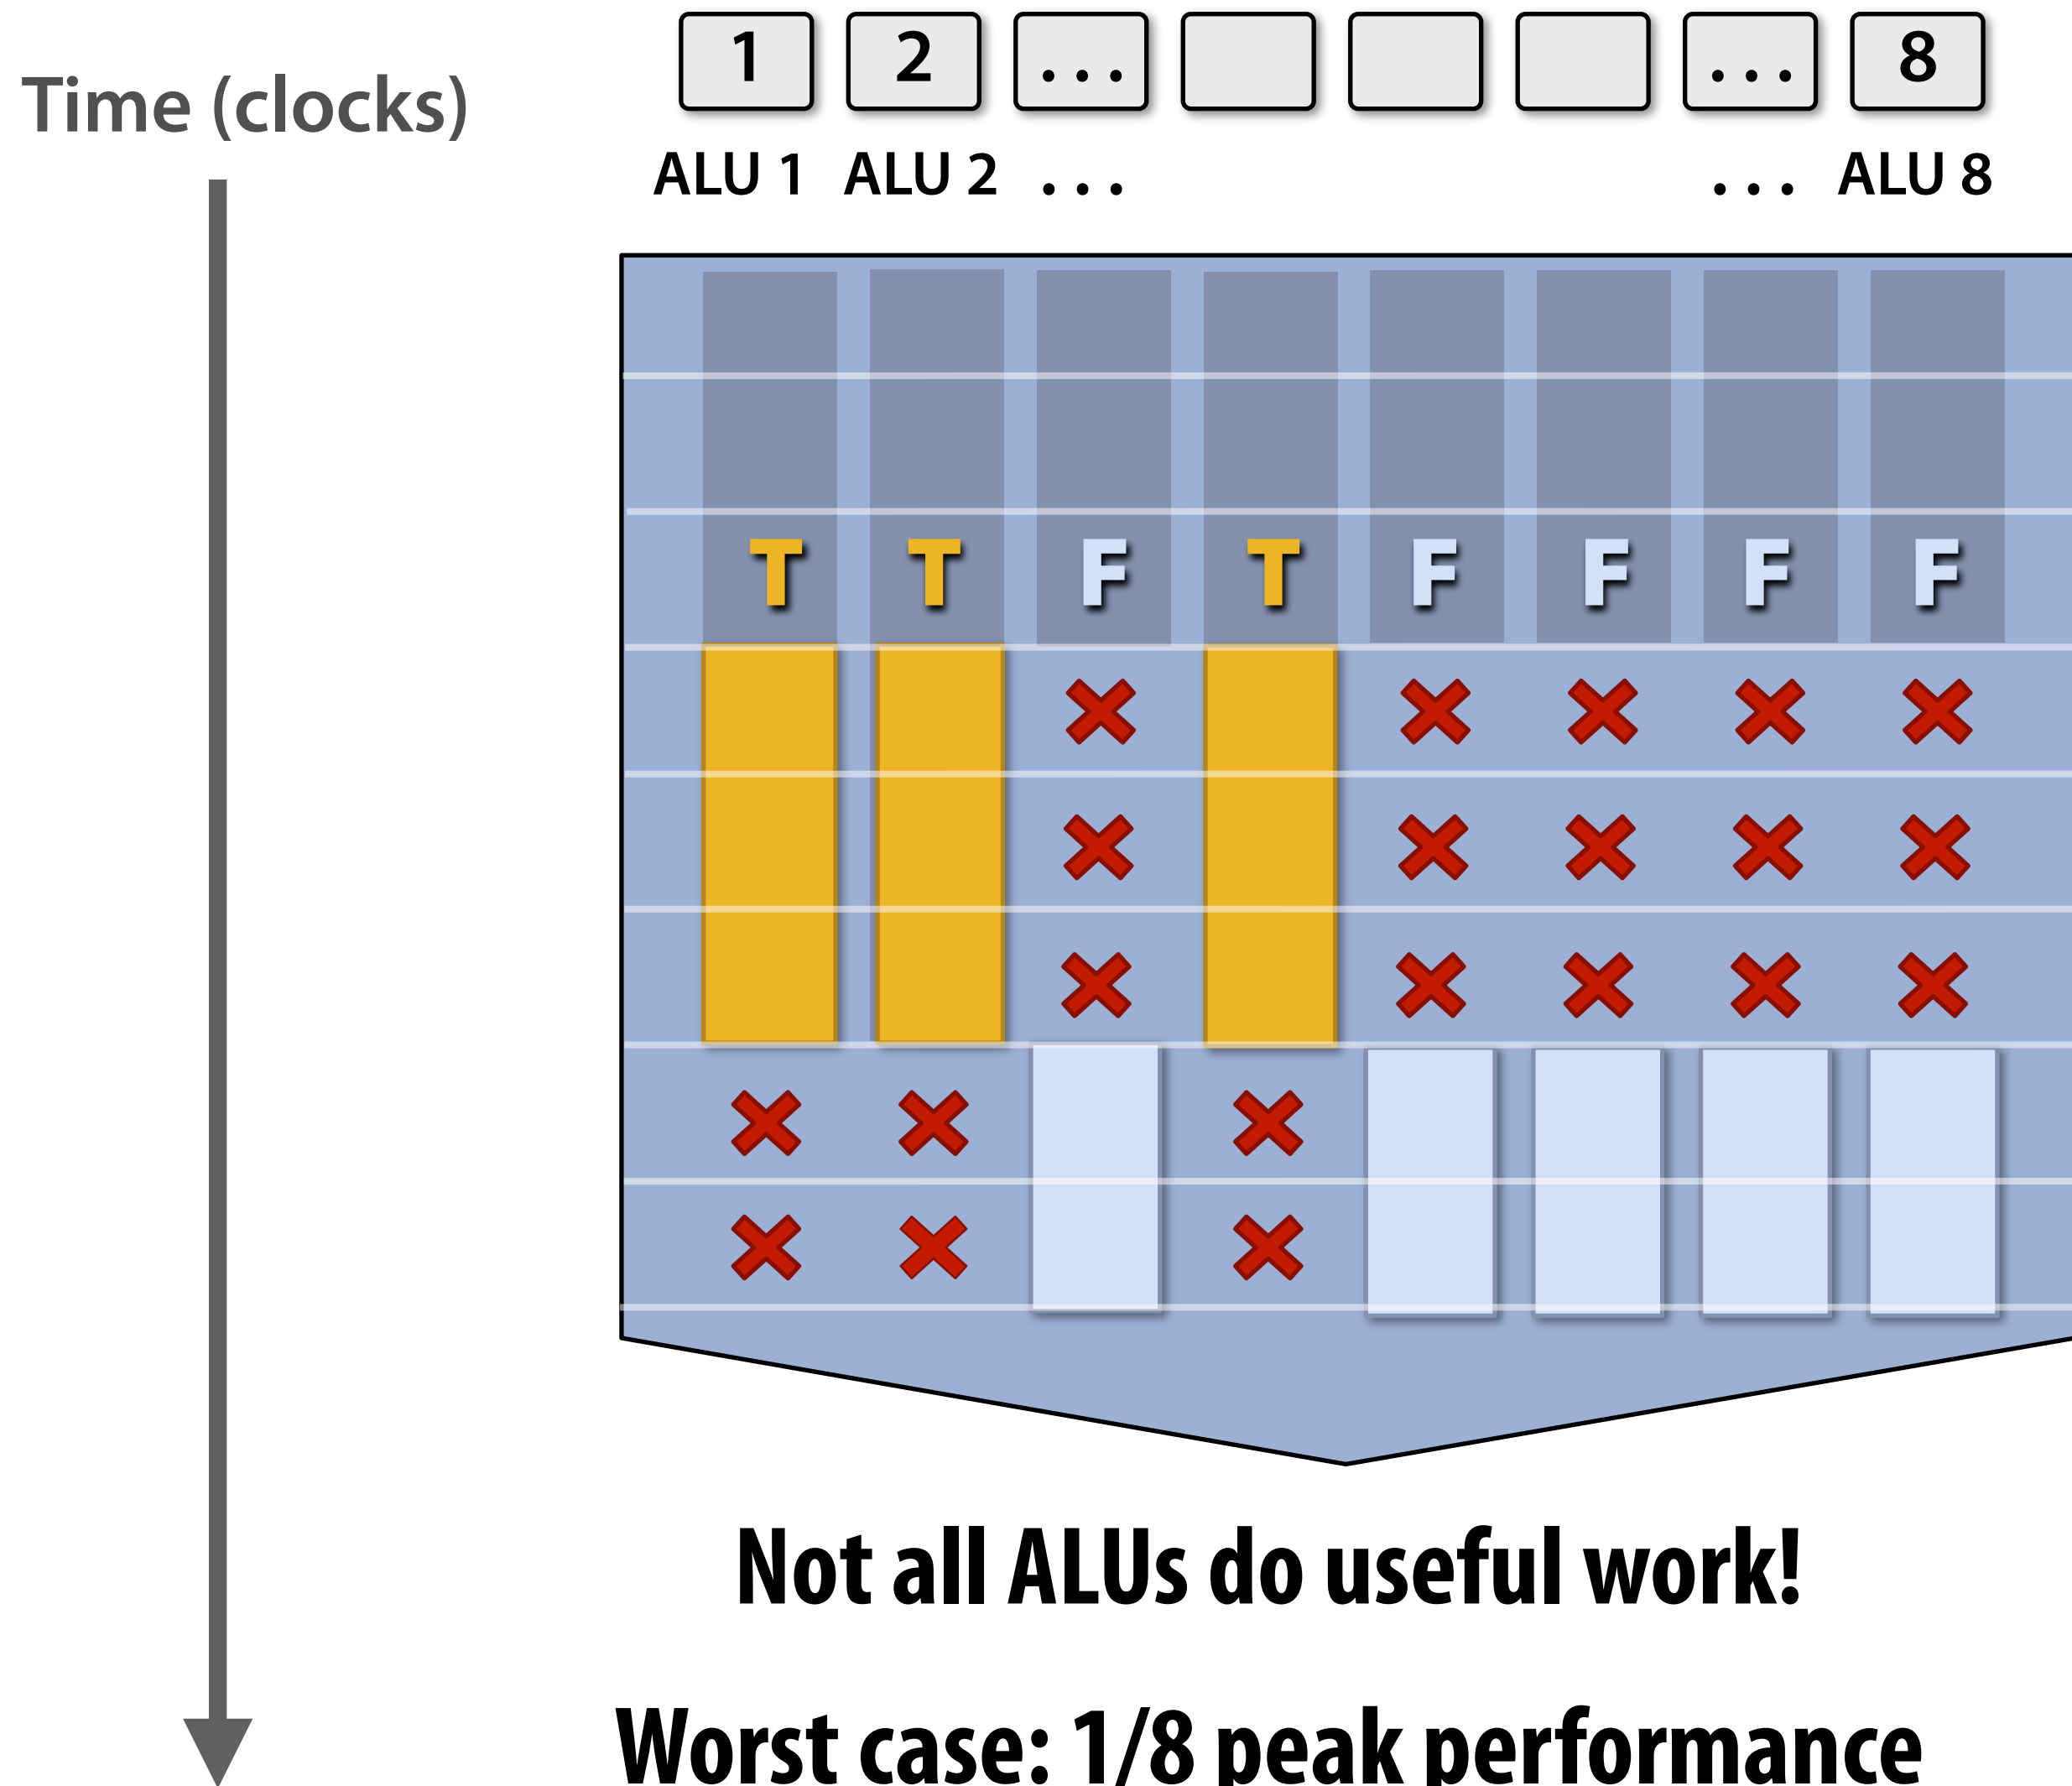 1 2 . . . . . . 8
Time (clocks)
ALU 1 ALU 2 . . . . . . ALU 8
T T F T F F F F
Not all ALUs do useful work!
Worst case: 1/8 peak performance